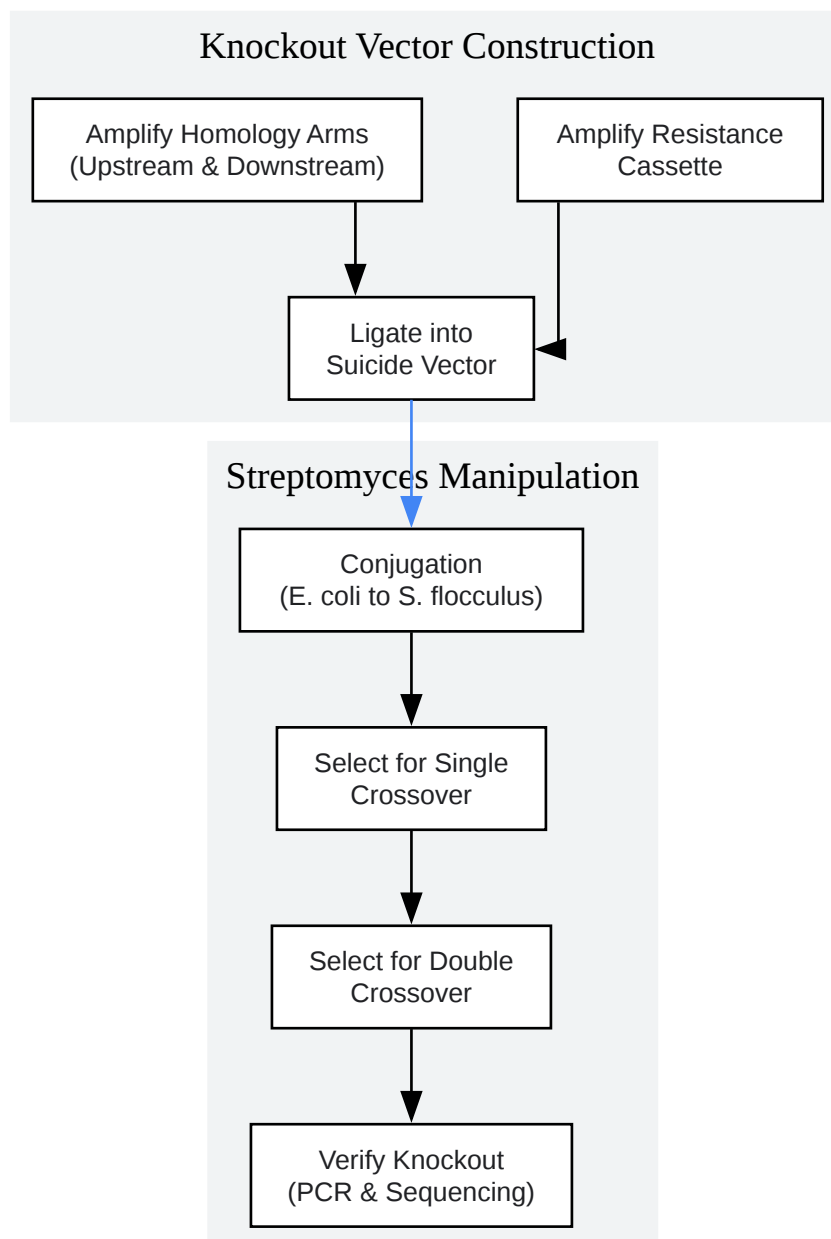 Knockout Vector Construction
Amplify Homology Arms
(Upstream & Downstream)
Amplify Resistance
Cassette
Ligate into
Suicide Vector
Streptomyces Manipulation
Conjugation
(E. coli to S. flocculus)
Select for Single
Crossover
Select for Double
Crossover
Verify Knockout
(PCR & Sequencing)